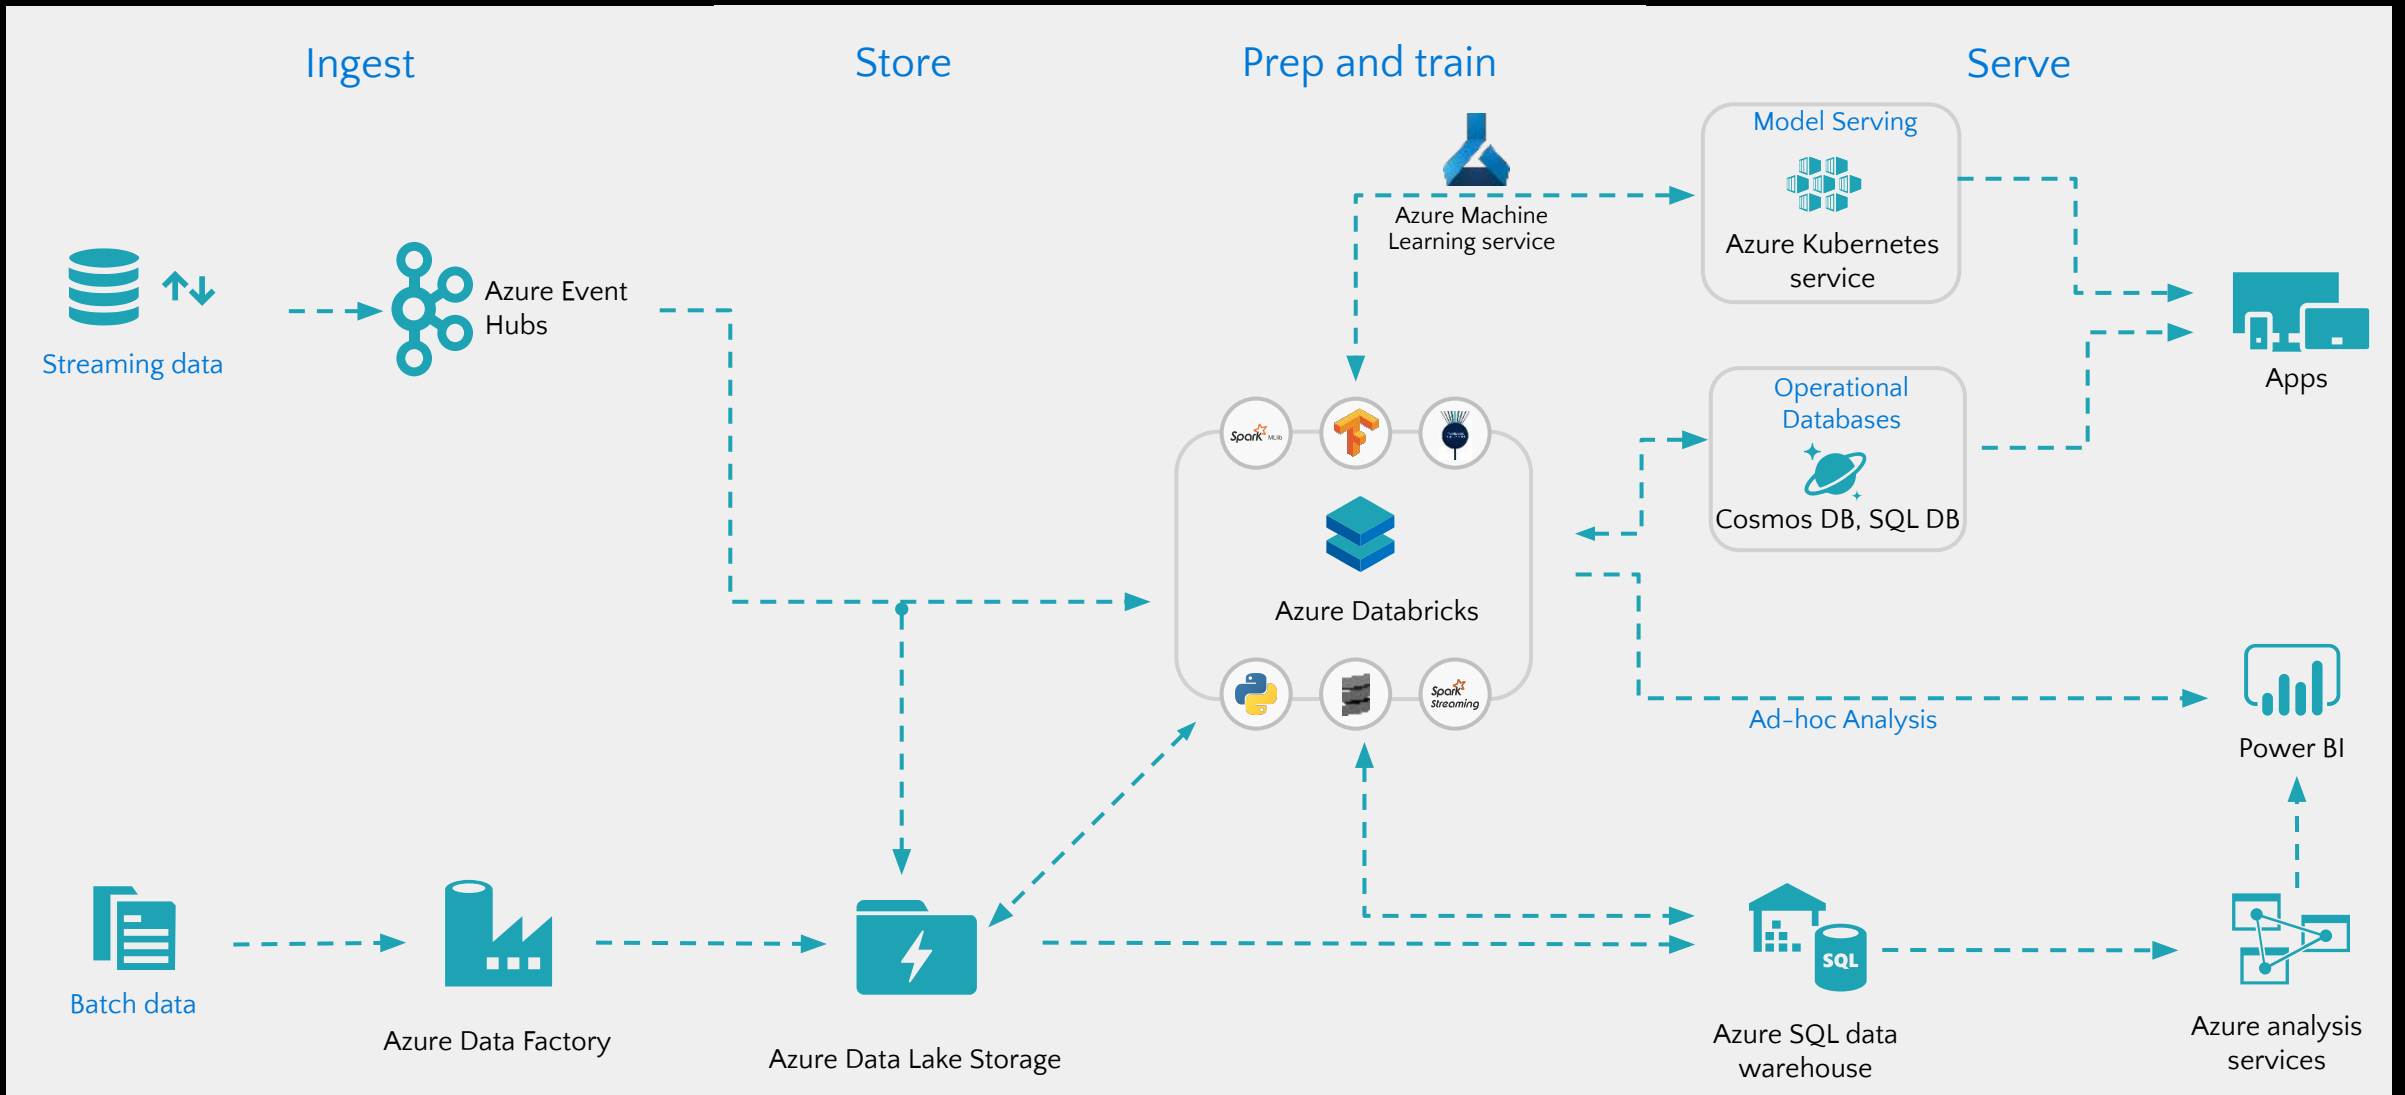 Ingest
Store
Prep and train
Serve
Model Serving
Azure Machine
Learning service
Azure Kubernetes
service
Azure Event
Hubs
Streaming data
Apps
Operational
Databases
Spark MLlib
Cosmos DB, SQL DB
Azure Databricks
Spark
Streaming
Ad-hoc Analysis
Power BI
SQL
Batch data
Azure Data Factory
Azure Data Lake Storage
Azure SQL data
warehouse
Azure analysis
services